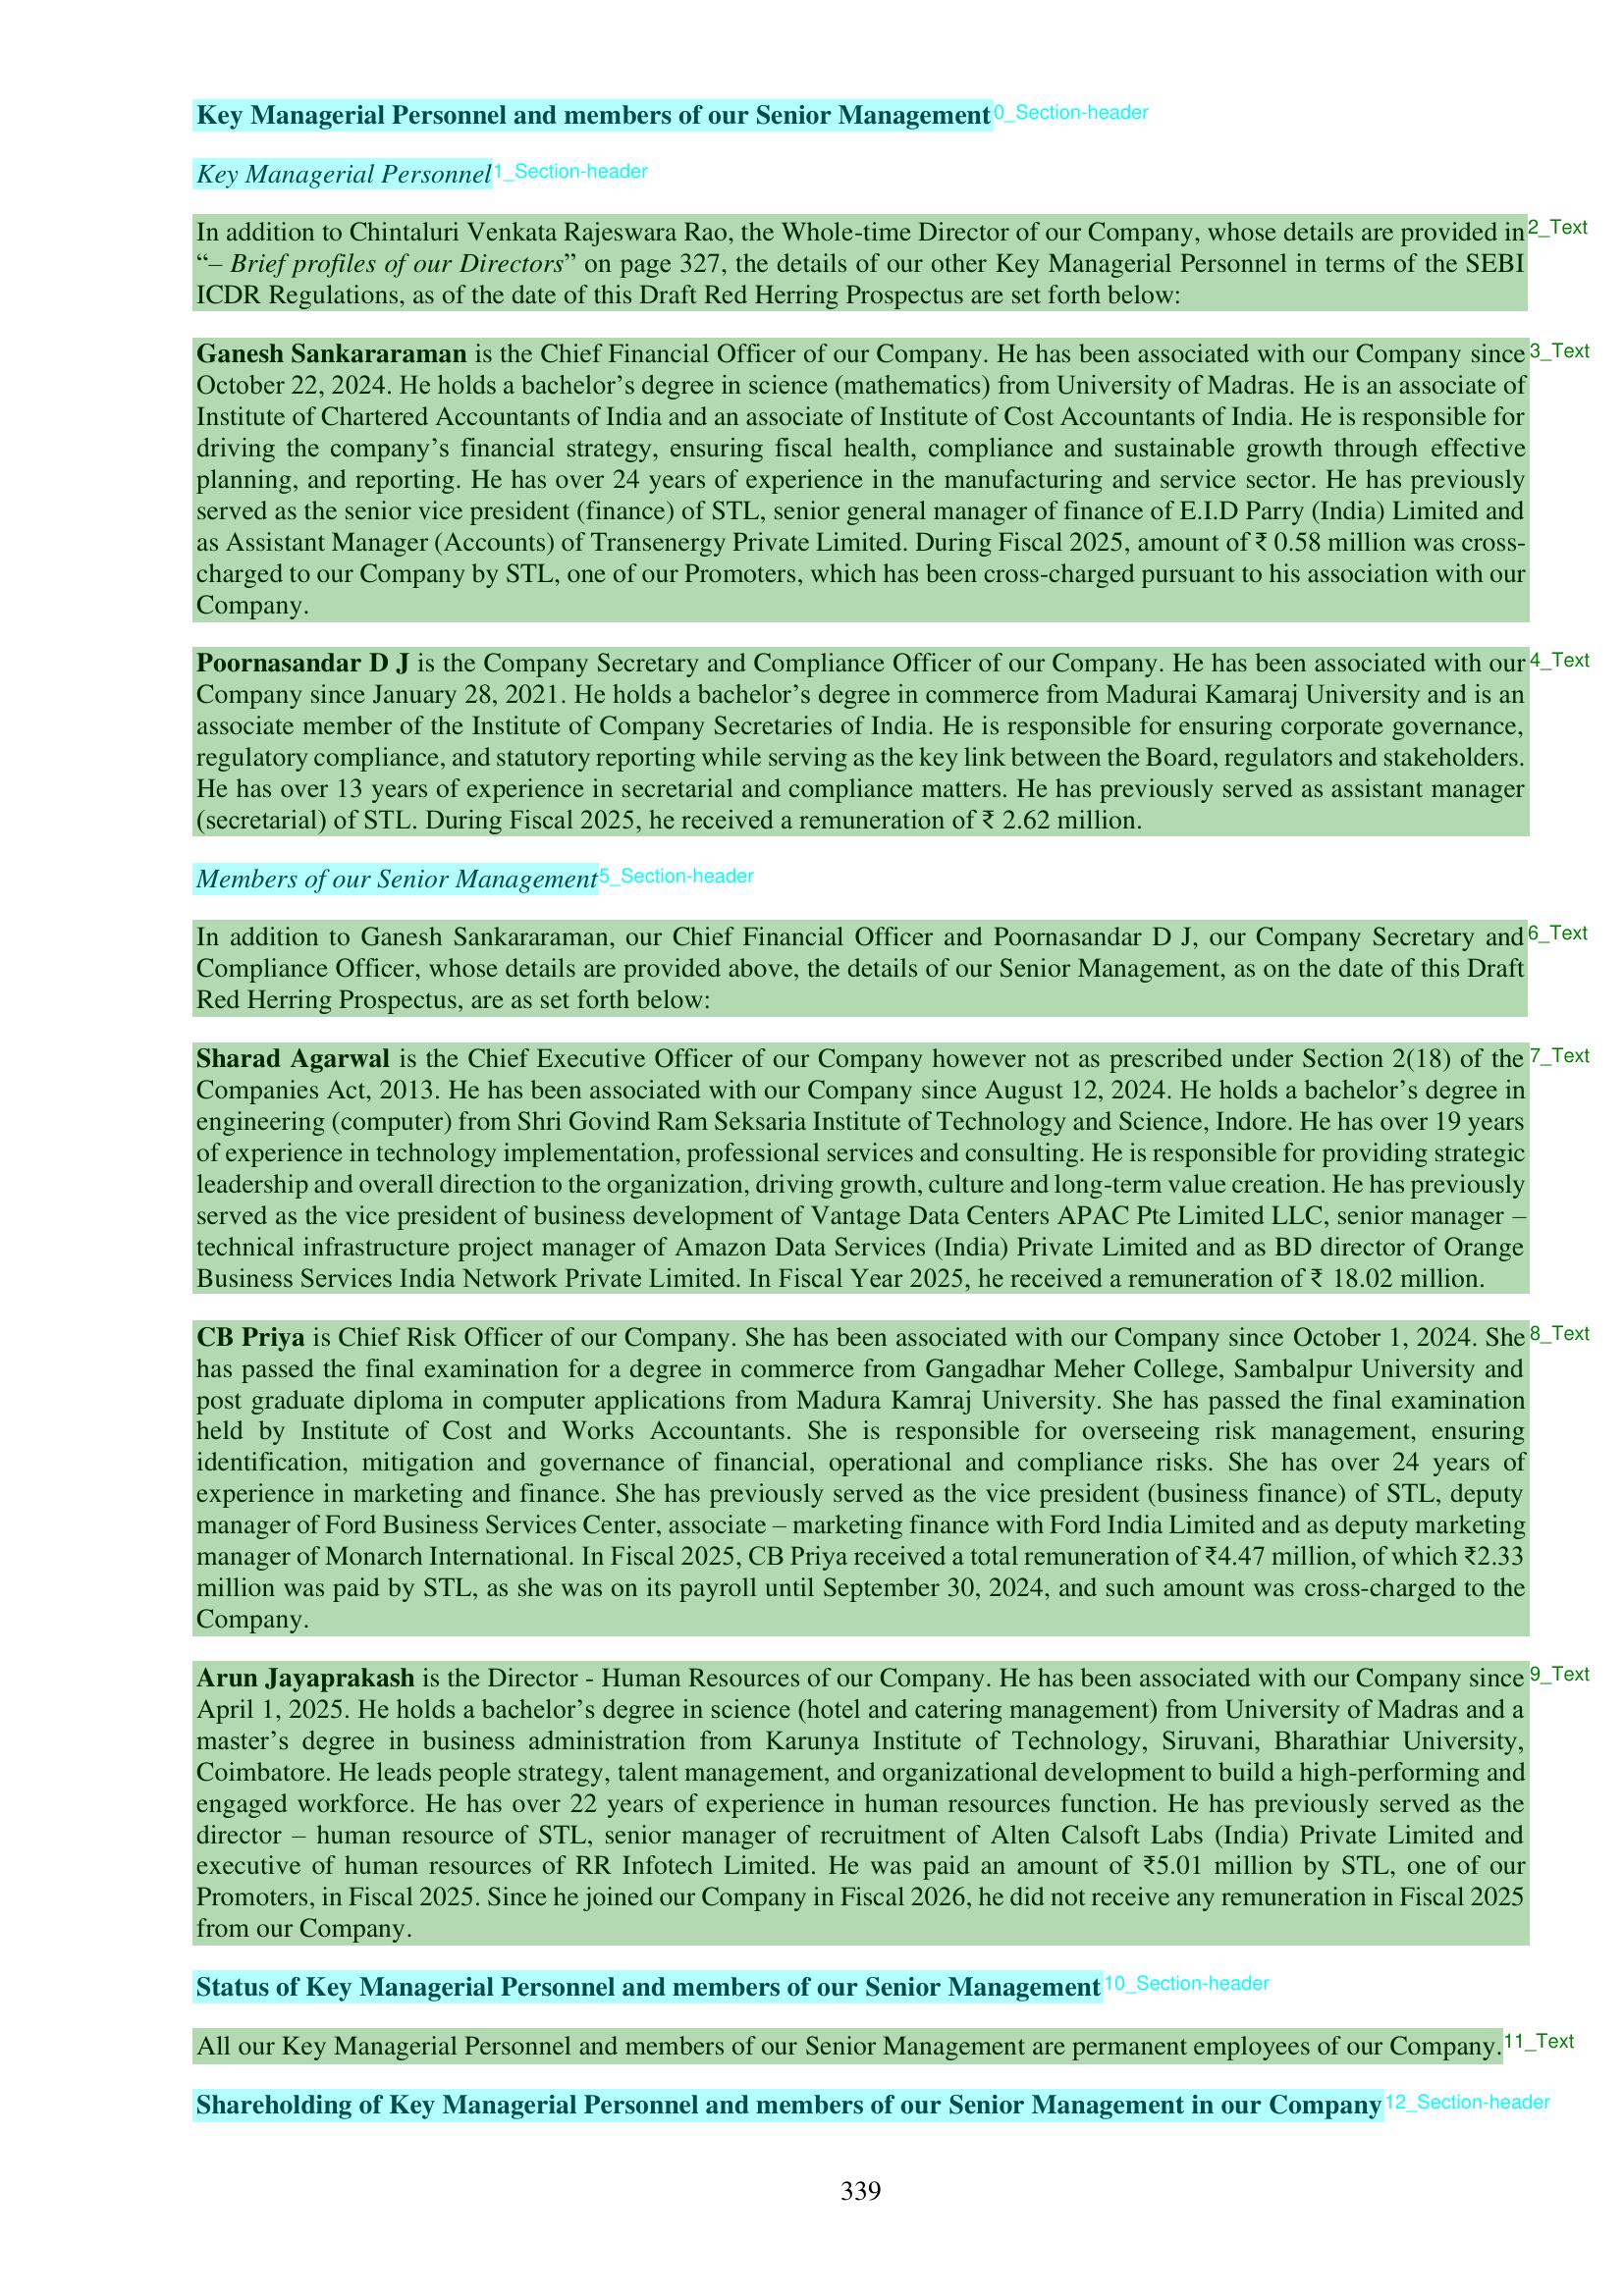 Key Managerial Personnel and members of our Senior Management 0_Section-header
Key Managerial Personnel 1_Section-header
In addition to Chintaluri Venkata Rajeswara Rao, the Whole-time Director of our Company, whose details are provided in 2_Text
“– Brief profiles of our Directors” on page 327, the details of our other Key Managerial Personnel in terms of the SEBI
ICDR Regulations, as of the date of this Draft Red Herring Prospectus are set forth below:
Ganesh Sankararaman is the Chief Financial Officer of our Company. He has been associated with our Company since 3_Text
October 22, 2024. He holds a bachelor’s degree in science (mathematics) from University of Madras. He is an associate of
Institute of Chartered Accountants of India and an associate of Institute of Cost Accountants of India. He is responsible for
driving the company’s financial strategy, ensuring fiscal health, compliance and sustainable growth through effective
planning, and reporting. He has over 24 years of experience in the manufacturing and service sector. He has previously
served as the senior vice president (finance) of STL, senior general manager of finance of E.I.D Parry (India) Limited and
as Assistant Manager (Accounts) of Transenergy Private Limited. During Fiscal 2025, amount of ₹ 0.58 million was cross-
charged to our Company by STL, one of our Promoters, which has been cross-charged pursuant to his association with our
Company.
Poornasandar D J is the Company Secretary and Compliance Officer of our Company. He has been associated with our 4_Text
Company since January 28, 2021. He holds a bachelor’s degree in commerce from Madurai Kamaraj University and is an
associate member of the Institute of Company Secretaries of India. He is responsible for ensuring corporate governance,
regulatory compliance, and statutory reporting while serving as the key link between the Board, regulators and stakeholders.
He has over 13 years of experience in secretarial and compliance matters. He has previously served as assistant manager
(secretarial) of STL. During Fiscal 2025, he received a remuneration of ₹ 2.62 million.
Members of our Senior Management 5_Section-header
In addition to Ganesh Sankararaman, our Chief Financial Officer and Poornasandar D J, our Company Secretary and 6_Text
Compliance Officer, whose details are provided above, the details of our Senior Management, as on the date of this Draft
Red Herring Prospectus, are as set forth below:
Sharad Agarwal is the Chief Executive Officer of our Company however not as prescribed under Section 2(18) of the 7_Text
Companies Act, 2013. He has been associated with our Company since August 12, 2024. He holds a bachelor’s degree in
engineering (computer) from Shri Govind Ram Seksaria Institute of Technology and Science, Indore. He has over 19 years
of experience in technology implementation, professional services and consulting. He is responsible for providing strategic
leadership and overall direction to the organization, driving growth, culture and long-term value creation. He has previously
served as the vice president of business development of Vantage Data Centers APAC Pte Limited LLC, senior manager –
technical infrastructure project manager of Amazon Data Services (India) Private Limited and as BD director of Orange
Business Services India Network Private Limited. In Fiscal Year 2025, he received a remuneration of ₹ 18.02 million.
CB Priya is Chief Risk Officer of our Company. She has been associated with our Company since October 1, 2024. She 8_Text
has passed the final examination for a degree in commerce from Gangadhar Meher College, Sambalpur University and
post graduate diploma in computer applications from Madura Kamraj University. She has passed the final examination
held by Institute of Cost and Works Accountants. She is responsible for overseeing risk management, ensuring
identification, mitigation and governance of financial, operational and compliance risks. She has over 24 years of
experience in marketing and finance. She has previously served as the vice president (business finance) of STL, deputy
manager of Ford Business Services Center, associate – marketing finance with Ford India Limited and as deputy marketing
manager of Monarch International. In Fiscal 2025, CB Priya received a total remuneration of ₹4.47 million, of which ₹2.33
million was paid by STL, as she was on its payroll until September 30, 2024, and such amount was cross-charged to the
Company.
Arun Jayaprakash is the Director - Human Resources of our Company. He has been associated with our Company since 9_Text
April 1, 2025. He holds a bachelor’s degree in science (hotel and catering management) from University of Madras and a
master’s degree in business administration from Karunya Institute of Technology, Siruvani, Bharathiar University,
Coimbatore. He leads people strategy, talent management, and organizational development to build a high-performing and
engaged workforce. He has over 22 years of experience in human resources function. He has previously served as the
director – human resource of STL, senior manager of recruitment of Alten Calsoft Labs (India) Private Limited and
executive of human resources of RR Infotech Limited. He was paid an amount of ₹5.01 million by STL, one of our
Promoters, in Fiscal 2025. Since he joined our Company in Fiscal 2026, he did not receive any remuneration in Fiscal 2025
from our Company.
Status of Key Managerial Personnel and members of our Senior Management 10_Section-header
All our Key Managerial Personnel and members of our Senior Management are permanent employees of our Company. 11_Text
Shareholding of Key Managerial Personnel and members of our Senior Management in our Company 12_Section-header
339